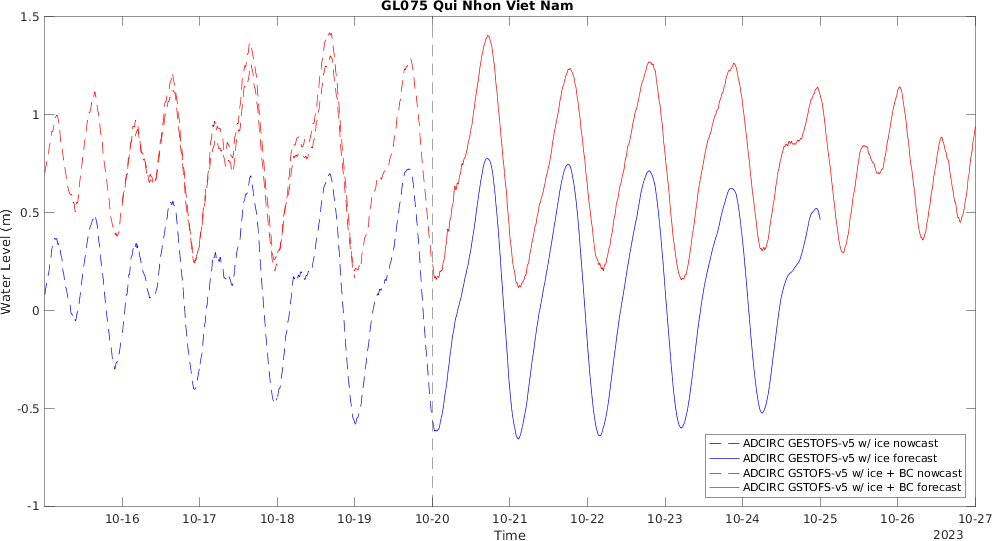 GL075 Qui Nhon Viet Nam
1.5
1
0.5
0
-0.5
-1
Water Level (m)
ADCIRC GESTOFS-v5 w/ ice nowcast
ADCIRC GESTOFS-v5 w/ ice forecast
ADCIRC GSTOFS-v5 w/ ice + BC nowcast
ADCIRC GSTOFS-v5 w/ ice + BC forecast
10-16 10-17 10-18 10-19 10-20 10-21 10-22 10-23 10-24 10-25 10-26 10-27
Time
2023